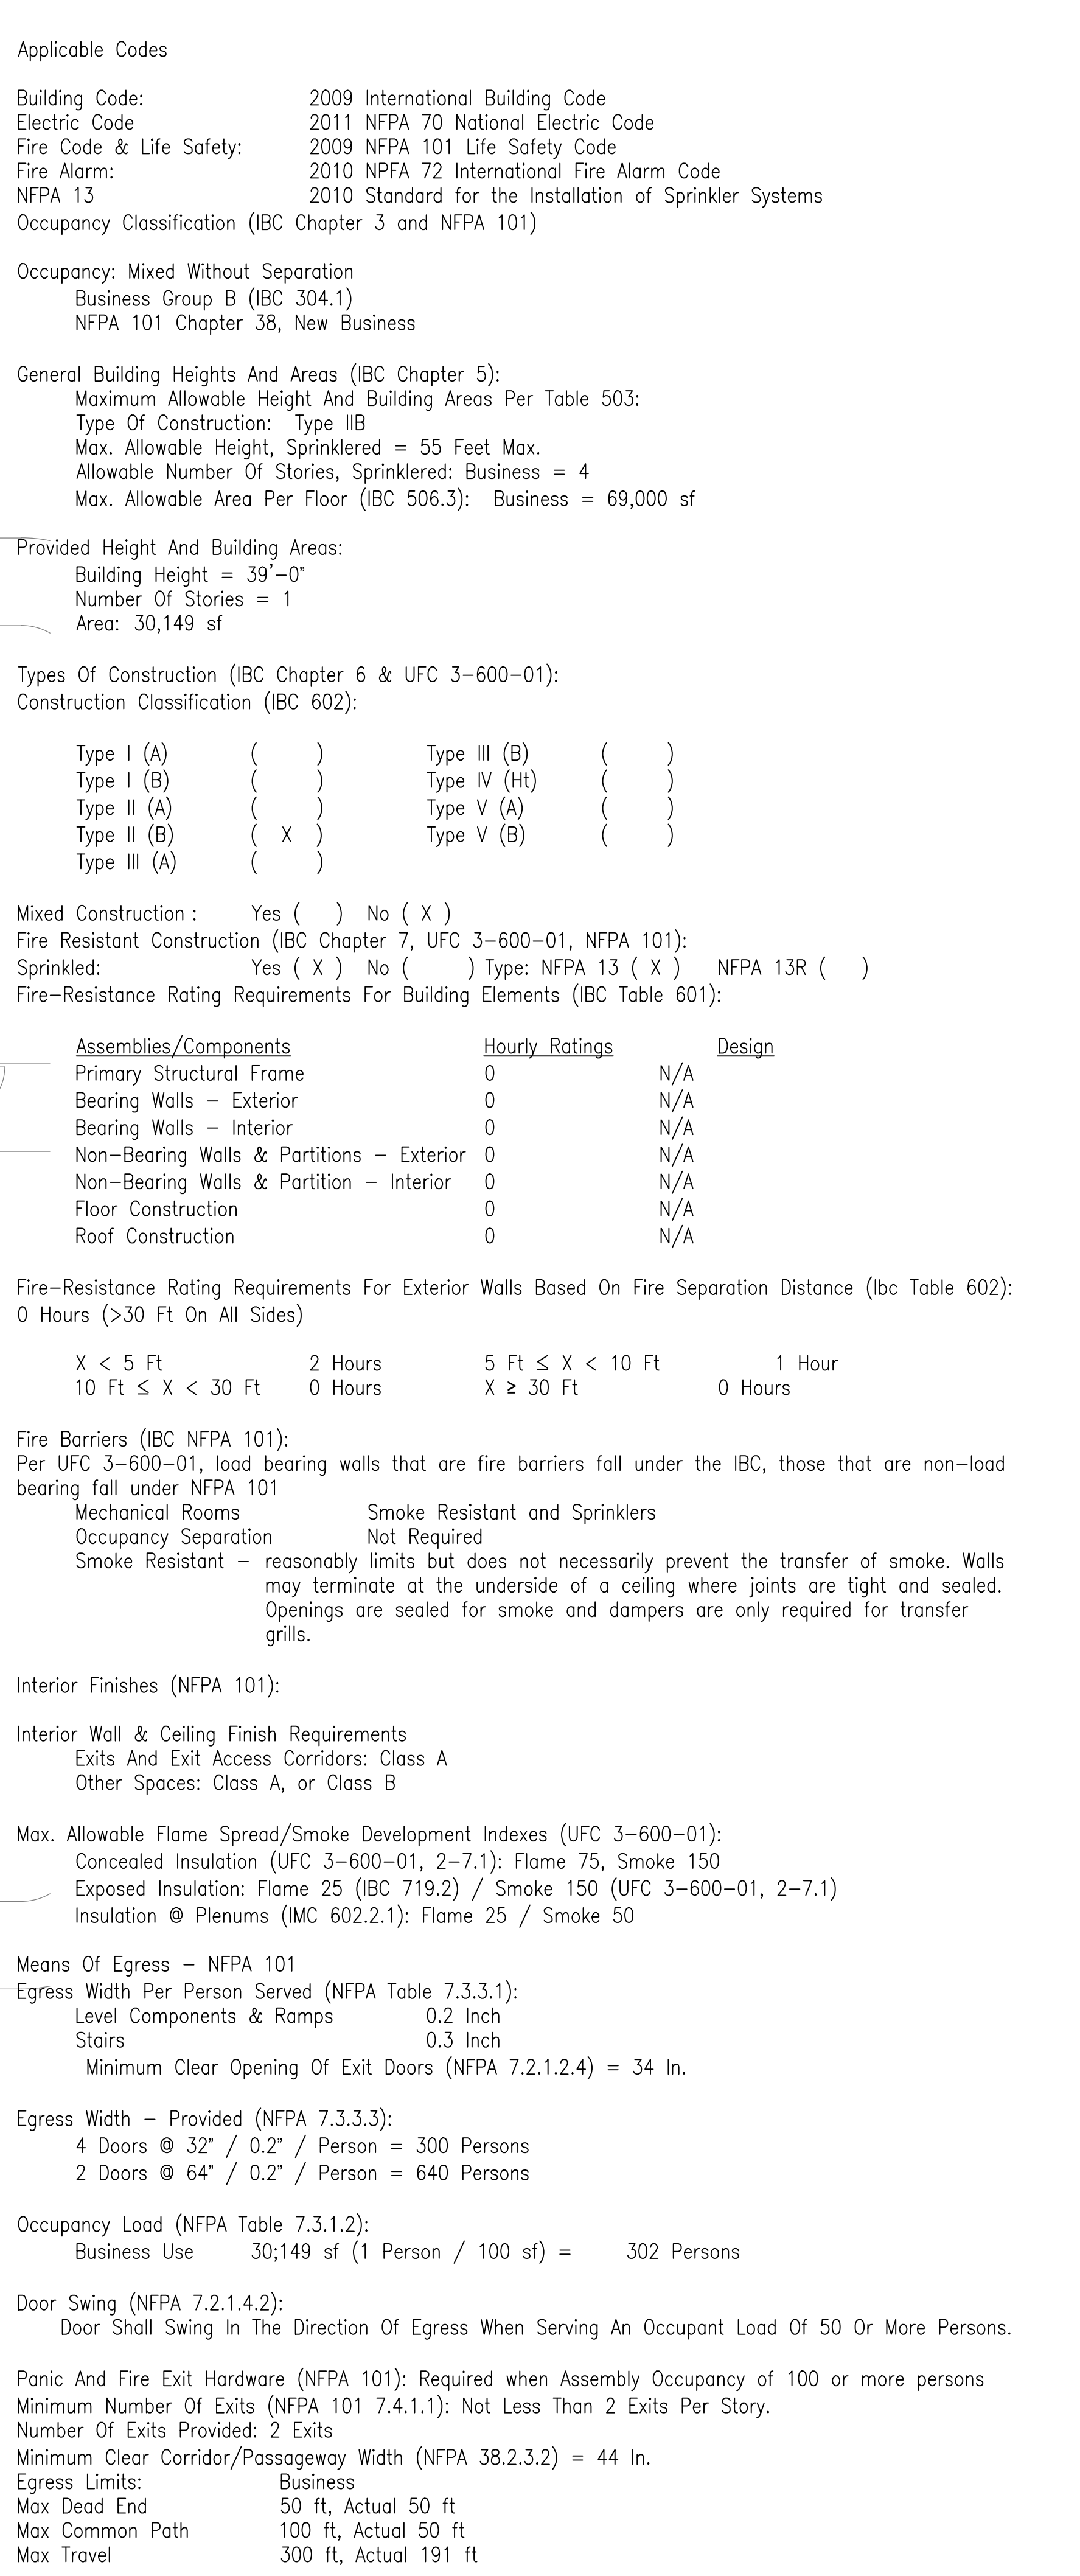 Applicable Codes
Building Code: 2009 International Building Code
Electric Code 2011 NFPA 70 National Electric Code
Fire Code & Life Safety: 2009 NFPA 101 Life Safety Code
Fire Alarm: 2010 NPFA 72 International Fire Alarm Code
NFPA 13 2010 Standard for the Installation of Sprinkler Systems
Occupancy Classification (IBC Chapter 3 and NFPA 101)
Occupancy: Mixed Without Separation
Business Group B (IBC 304.1)
NFPA 101 Chapter 38, New Business
General Building Heights And Areas (IBC Chapter 5):
Maximum Allowable Height And Building Areas Per Table 503:
Type Of Construction: Type IIB
Max. Allowable Height, Sprinklered = 55 Feet Max.
Allowable Number Of Stories, Sprinklered: Business = 4
Max. Allowable Area Per Floor (IBC 506.3): Business = 69,000 sf
Provided Height And Building Areas:
Building Height = 39'-0"
Number Of Stories = 1
Area: 30,149 sf
Types Of Construction (IBC Chapter 6 & UFC 3-600-01):
Construction Classification (IBC 602):
Type I (A) ( ) Type III (B) ( )
Type I (B) ( ) Type IV (Ht) ( )
Type II (A) ( ) Type V (A) ( )
Type II (B) ( X ) Type V (B) ( )
Type III (A) ( )
Mixed Construction : Yes ( ) No ( X )
Fire Resistant Construction (IBC Chapter 7, UFC 3-600-01, NFPA 101):
Sprinkled: Yes ( X ) No ( ) Type: NFPA 13 ( X ) NFPA 13R ( )
Fire-Resistance Rating Requirements For Building Elements (IBC Table 601):
Assemblies/Components Hourly Ratings Design
Primary Structural Frame 0 N/A
Bearing Walls - Exterior 0 N/A
Bearing Walls - Interior 0 N/A
Non-Bearing Walls & Partitions - Exterior 0 N/A
Non-Bearing Walls & Partition - Interior 0 N/A
Floor Construction 0 N/A
Roof Construction 0 N/A
Fire-Resistance Rating Requirements For Exterior Walls Based On Fire Separation Distance (Ibc Table 602):
0 Hours (>30 Ft On All Sides)
X < 5 Ft 2 Hours 5 Ft ≤ X < 10 Ft 1 Hour
10 Ft ≤ X < 30 Ft 0 Hours X ≥ 30 Ft 0 Hours
Fire Barriers (IBC NFPA 101):
Per UFC 3-600-01, load bearing walls that are fire barriers fall under the IBC, those that are non-load
bearing fall under NFPA 101
Mechanical Rooms Smoke Resistant and Sprinklers
Occupancy Separation Not Required
Smoke Resistant - reasonably limits but does not necessarily prevent the transfer of smoke. Walls
may terminate at the underside of a ceiling where joints are tight and sealed.
Openings are sealed for smoke and dampers are only required for transfer
grills.
Interior Finishes (NFPA 101):
Interior Wall & Ceiling Finish Requirements
Exits And Exit Access Corridors: Class A
Other Spaces: Class A, or Class B
Max. Allowable Flame Spread/Smoke Development Indexes (UFC 3-600-01):
Concealed Insulation (UFC 3-600-01, 2-7.1): Flame 75, Smoke 150
Exposed Insulation: Flame 25 (IBC 719.2) / Smoke 150 (UFC 3-600-01, 2-7.1)
Insulation @ Plenums (IMC 602.2.1): Flame 25 / Smoke 50
Means Of Egress - NFPA 101
Egress Width Per Person Served (NFPA Table 7.3.3.1):
Level Components & Ramps 0.2 Inch
Stairs 0.3 Inch
Minimum Clear Opening Of Exit Doors (NFPA 7.2.1.2.4) = 34 In.
Egress Width - Provided (NFPA 7.3.3.3):
4 Doors @ 32" / 0.2" / Person = 300 Persons
2 Doors @ 64" / 0.2" / Person = 640 Persons
Occupancy Load (NFPA Table 7.3.1.2):
Business Use 30;149 sf (1 Person / 100 sf) = 302 Persons
Door Swing (NFPA 7.2.1.4.2):
Door Shall Swing In The Direction Of Egress When Serving An Occupant Load Of 50 Or More Persons.
Panic And Fire Exit Hardware (NFPA 101): Required when Assembly Occupancy of 100 or more persons
Minimum Number Of Exits (NFPA 101 7.4.1.1): Not Less Than 2 Exits Per Story.
Number Of Exits Provided: 2 Exits
Minimum Clear Corridor/Passageway Width (NFPA 38.2.3.2) = 44 In.
Egress Limits: Business
Max Dead End 50 ft, Actual 50 ft
Max Common Path 100 ft, Actual 50 ft
Max Travel 300 ft, Actual 191 ft